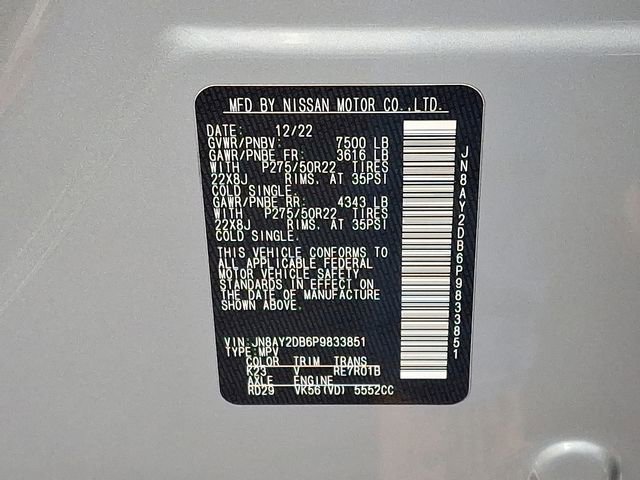 MFD BY NISSAN MOTOR CO.,LTD.
DATE: 12/22
GVWR/PNBV: 7500 LB
GAWR/PNBE FR: 3616 LB
WITH P275/50R22 TIRES
22X8J RIMS. AT 35PSI
COLD SINGLE.
GAWR/PNBE RR: 4343 LB
WITH P275/50R22 TIRES
22X8J RIMS. AT 35PSI
COLD SINGLE.
THIS VEHICLE CONFORMS TO
ALL APPLICABLE FEDERAL
MOTOR VEHICLE SAFETY
STANDARDS IN EFFECT ON
THE DATE OF MANUFACTURE
SHOWN ABOVE.
VIN: JN8AY2DB6P9833851
TYPE: MPV
COLOR TRIM TRANS
K23 V RE7R01B
AXLE ENGINE
RD29 VK56(VD) 5552CC
JN8AY2DB6P9833851